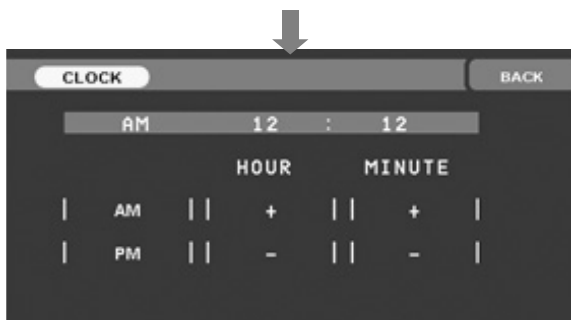 CLOCK BACK
AM 12 : 12
HOUR MINUTE
AM + +
PM - -